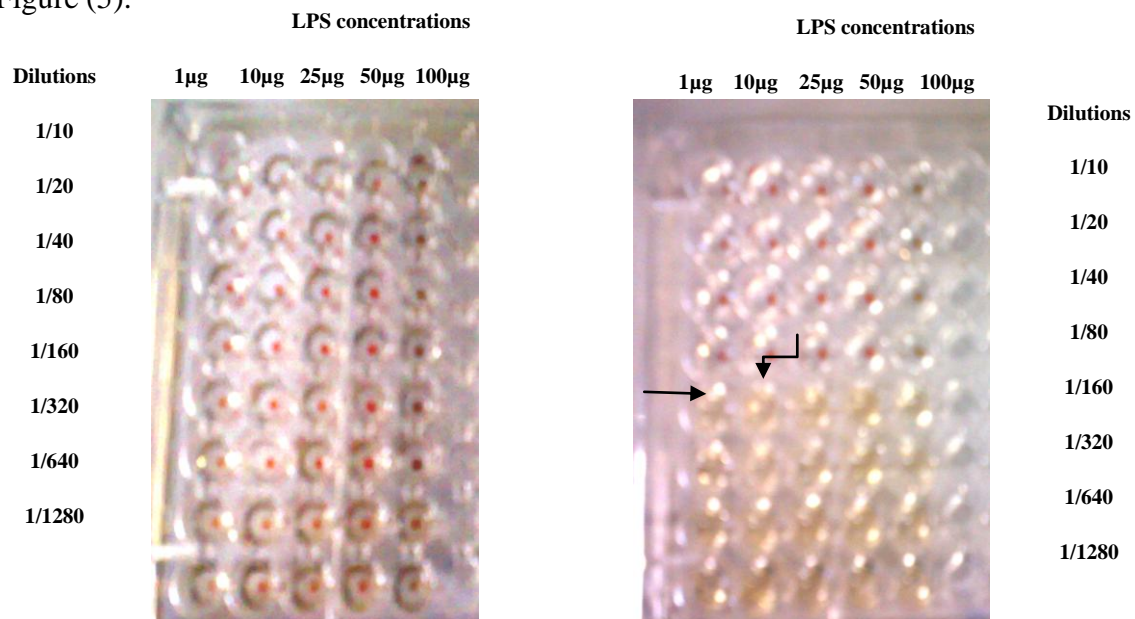 Figure (5).
LPS concentrations
Dilutions 1µg 10µg 25µg 50µg 100µg
1/10
1/20
1/40
1/80
1/160
1/320
1/640
1/1280
LPS concentrations
1µg 10µg 25µg 50µg 100µg
Dilutions
1/10
1/20
1/40
1/80
1/160
1/320
1/640
1/1280